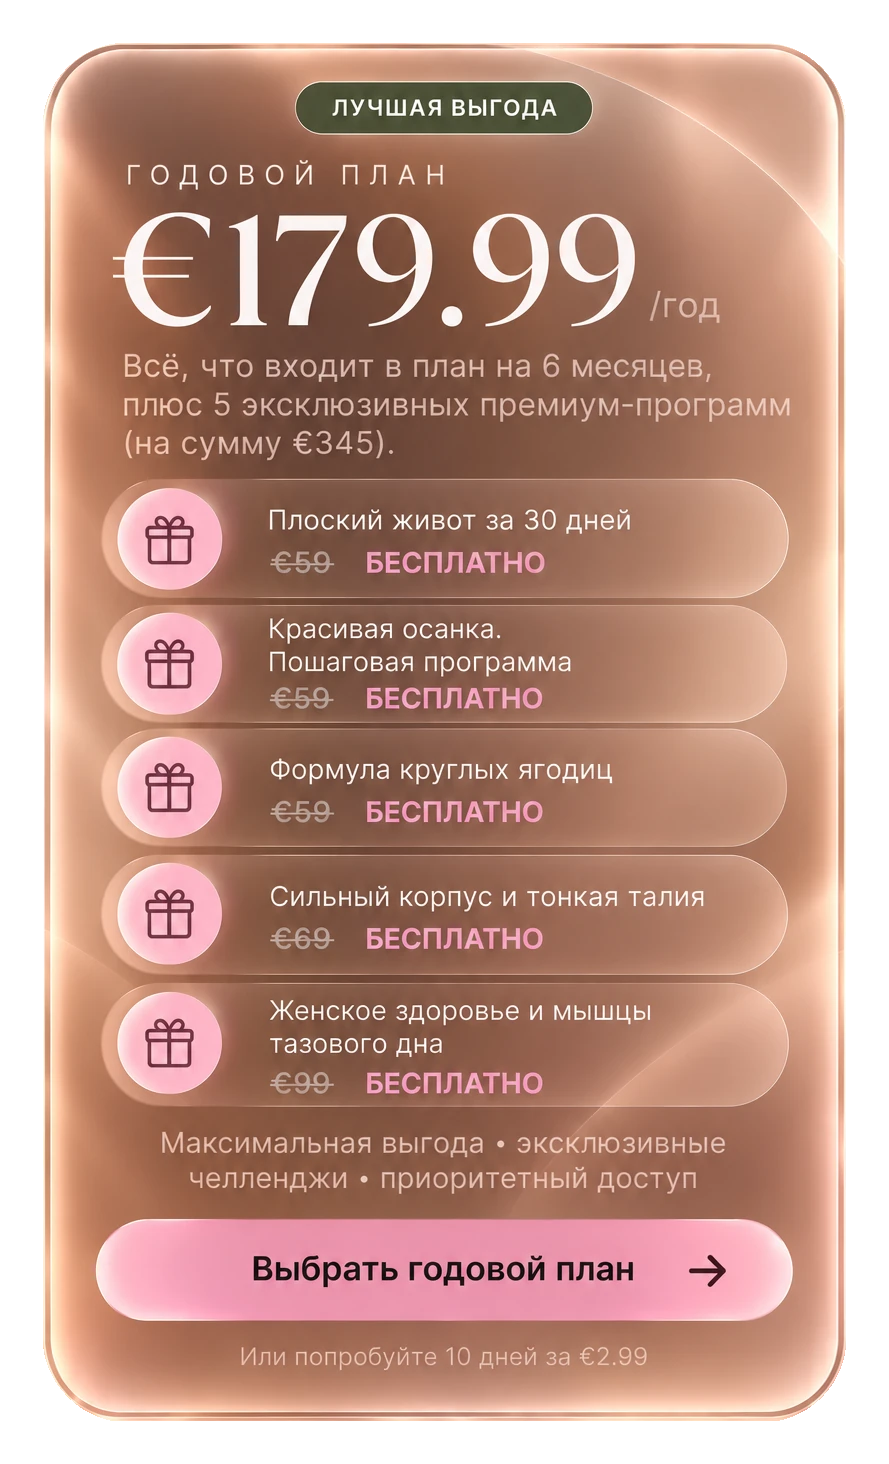 ЛУЧШАЯ ВЫГОДА
ГОДОВОЙ ПЛАН
€179.99 /год
Всё, что входит в план на 6 месяцев,
плюс 5 эксклюзивных премиум-программ
(на сумму €345).
Плоский живот за 30 дней
€59 БЕСПЛАТНО
Красивая осанка.
Пошаговая программа
€59 БЕСПЛАТНО
Формула круглых ягодиц
€59 БЕСПЛАТНО
Сильный корпус и тонкая талия
€69 БЕСПЛАТНО
Женское здоровье и мышцы
тазового дна
€99 БЕСПЛАТНО
Максимальная выгода • эксклюзивные
челленджи • приоритетный доступ
Выбрать годовой план →
Или попробуйте 10 дней за €2.99